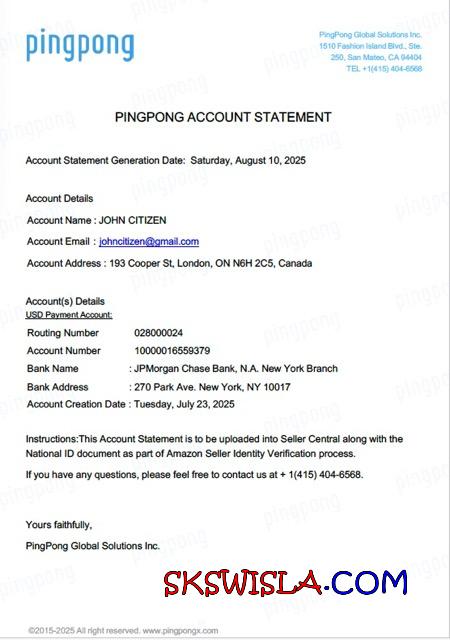 pingpong
PingPong Global Solutions Inc.
1510 Fashion Island Blvd., Ste.
250, San Mateo, CA 94404
TEL +1(415) 404-6568
PINGPONG ACCOUNT STATEMENT
Account Statement Generation Date: Saturday, August 10, 2025
Account Details
Account Name : JOHN CITIZEN
Account Email : johncitizen@gmail.com
Account Address : 193 Cooper St, London, ON N6H 2C5, Canada
Account(s) Details
USD Payment Account:
Routing Number 028000024
Account Number 10000016559379
Bank Name : JPMorgan Chase Bank, N.A. New York Branch
Bank Address : 270 Park Ave. New York, NY 10017
Account Creation Date : Tuesday, July 23, 2025
Instructions:This Account Statement is to be uploaded into Seller Central along with the
National ID document as part of Amazon Seller Identity Verification process.
If you have any questions, please feel free to contact us at + 1(415) 404-6568.
Yours faithfully,
PingPong Global Solutions Inc.
SKSWISLA.COM
©2015-2025 All right reserved. www.pingpongx.com